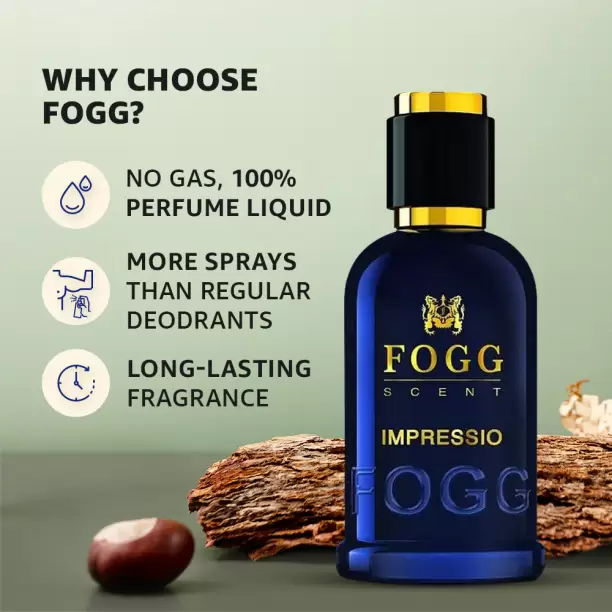 WHY CHOOSE
FOGG?
NO GAS, 100%
PERFUME LIQUID
MORE SPRAYS
THAN REGULAR
DEODRANTS
LONG-LASTING
FRAGRANCE
FOGG
SCENT
IMPRESSIO
FOGG